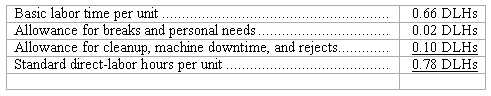 Basic labor time per unit ........................................................ 0.66 DLHs
Allowance for breaks and personal needs ................................ 0.02 DLHs
Allowance for cleanup, machine downtime, and rejects............. 0.10 DLHs
Standard direct-labor hours per unit ........................................ 0.78 DLHs